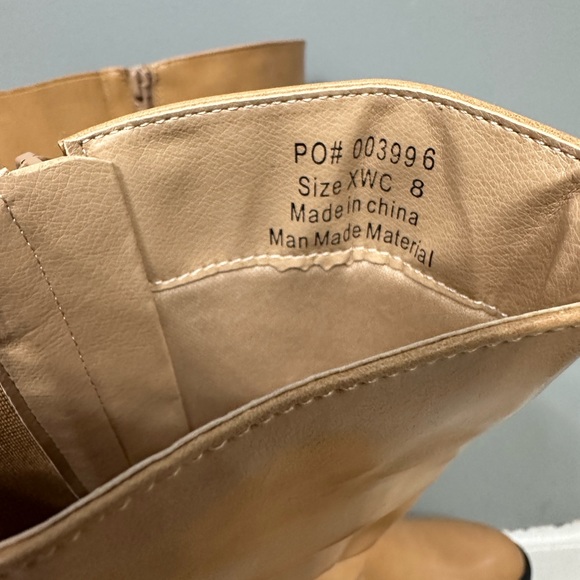 PO# 003996
Size XWC 8
Made in china
Man Made Material